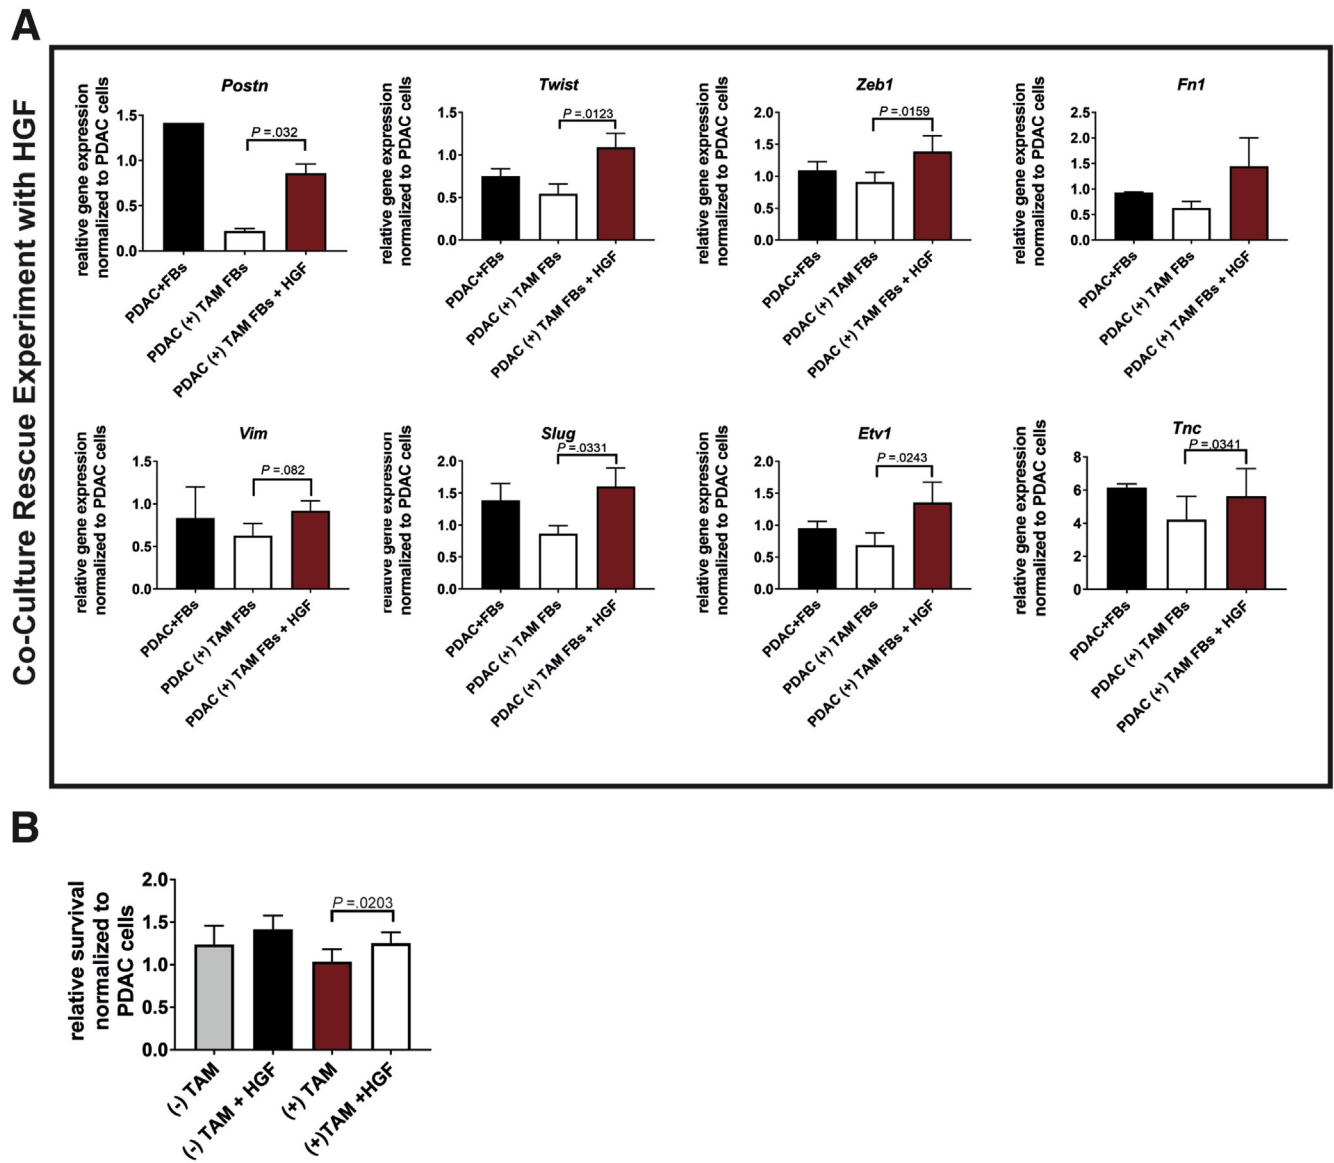 A
Co-Culture Rescue Experiment with HGF
Postn
relative gene expression
normalized to PDAC cells
1.5
1.0
0.5
0.0
P =.032
PDAC+FBs
PDAC (+) TAM FBs
PDAC (+) TAM FBs + HGF
Twist
relative gene expression
normalized to PDAC cells
1.5
1.0
0.5
0.0
P =.0123
PDAC+FBs
PDAC (+) TAM FBs
PDAC (+) TAM FBs + HGF
Zeb1
relative gene expression
normalized to PDAC cells
2.0
1.5
1.0
0.5
0.0
P =.0159
PDAC+FBs
PDAC (+) TAM FBs
PDAC (+) TAM FBs + HGF
Fn1
relative gene expression
normalized to PDAC cells
2.5
2.0
1.5
1.0
0.5
0.0
PDAC+FBs
PDAC (+) TAM FBs
PDAC (+) TAM FBs + HGF
Vim
relative gene expression
normalized to PDAC cells
1.5
1.0
0.5
0.0
P =.082
PDAC+FBs
PDAC (+) TAM FBs
PDAC (+) TAM FBs + HGF
Slug
relative gene expression
normalized to PDAC cells
2.0
1.5
1.0
0.5
0.0
P =.0331
PDAC+FBs
PDAC (+) TAM FBs
PDAC (+) TAM FBs + HGF
Etv1
relative gene expression
normalized to PDAC cells
2.0
1.5
1.0
0.5
0.0
P =.0243
PDAC+FBs
PDAC (+) TAM FBs
PDAC (+) TAM FBs + HGF
Tnc
relative gene expression
normalized to PDAC cells
8
6
4
2
0
P =.0341
PDAC+FBs
PDAC (+) TAM FBs
PDAC (+) TAM FBs + HGF
B
relative survival
normalized to
PDAC cells
2.0
1.5
1.0
0.5
0.0
P =.0203
(-) TAM
(-) TAM + HGF
(+) TAM
(+)TAM +HGF